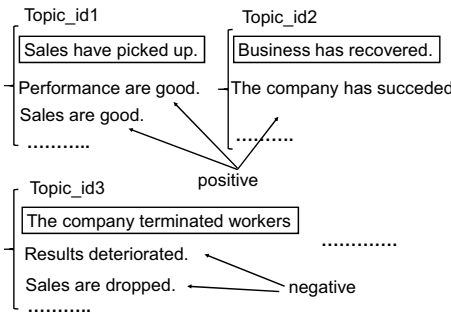 Topic_id1
Sales have picked up.
Performance are good.
Sales are good.
...........
Topic_id2
Business has recovered.
The company has succeded
..........
positive
Topic_id3
The company terminated workers
Results deteriorated.
Sales are dropped.
...........
.............
negative